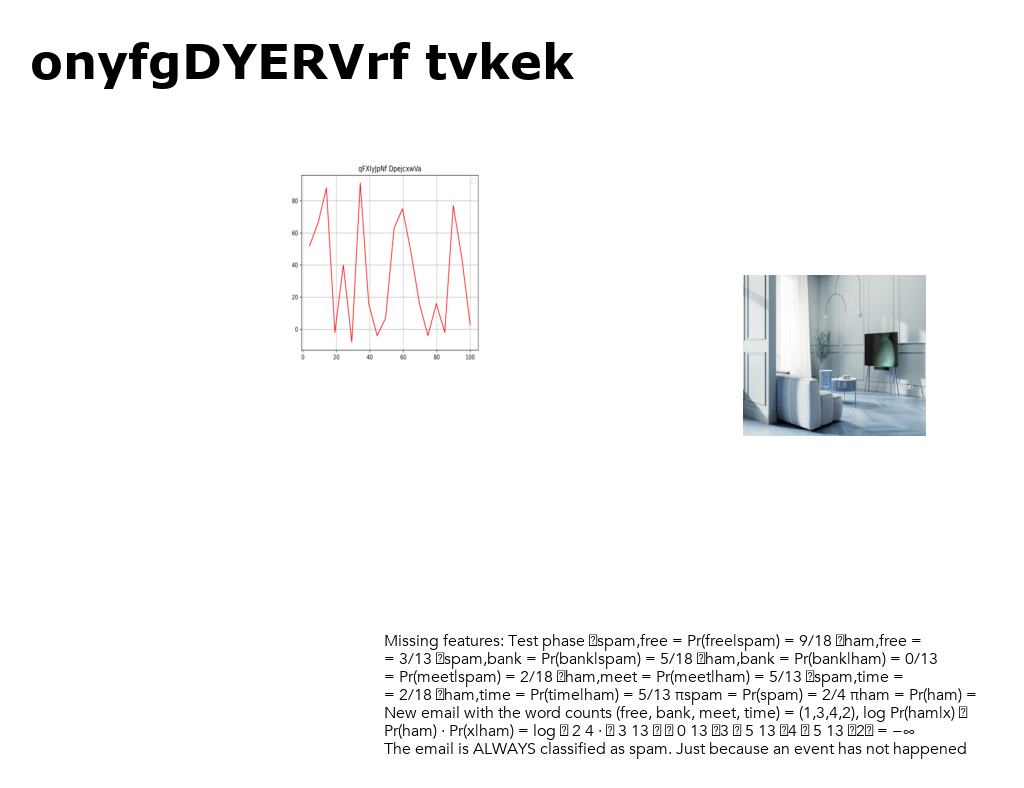 onyfgDYERVrf tvkek
qFXIyJpNf DpejcxwVa
80
60
40
20
0
0 20 40 60 80 100
Missing features: Test phase spam,free = Pr(free|spam) = 9/18 ham,free =
= 3/13 spam,bank = Pr(bank|spam) = 5/18 ham,bank = Pr(bank|ham) = 0/13
= Pr(meet|spam) = 2/18 ham,meet = Pr(meet|ham) = 5/13 spam,time =
= 2/18 ham,time = Pr(time|ham) = 5/13 πspam = Pr(spam) = 2/4 πham = Pr(ham) =
New email with the word counts (free, bank, meet, time) = (1,3,4,2), log Pr(ham|x)
Pr(ham) · Pr(x|ham) = log 2 4 · 3 13 0 13 3 5 13 4 5 13 2 = −∞
The email is ALWAYS classified as spam. Just because an event has not happened